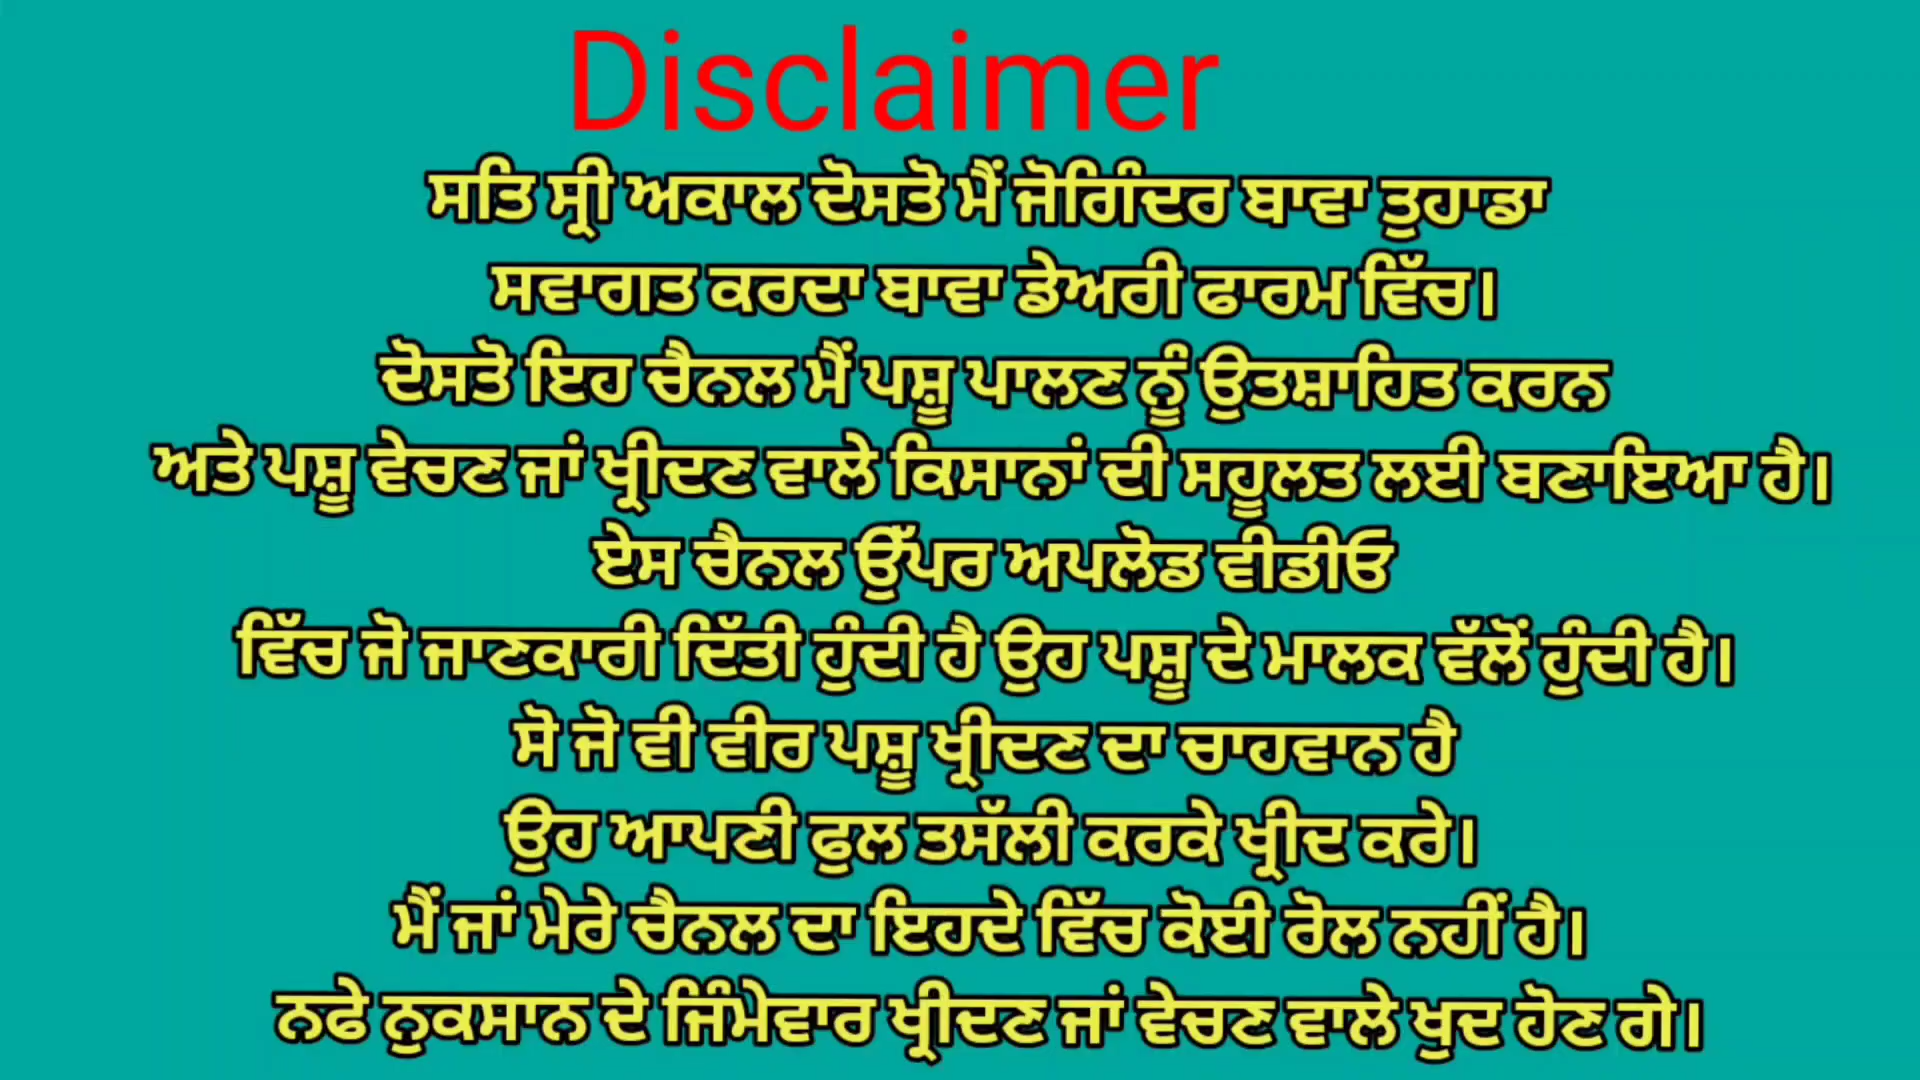 Disclaimer
ਸਤਿ ਸ੍ਰੀ ਅਕਾਲ ਦੋਸਤੋ ਮੈਂ ਜੋਗਿੰਦਰ ਬਾਵਾ ਤੁਹਾਡਾ
ਸਵਾਗਤ ਕਰਦਾ ਬਾਵਾ ਡੇਅਰੀ ਫਾਰਮ ਵਿੱਚ।
ਦੋਸਤੋ ਇਹ ਚੈਨਲ ਮੈਂ ਪਸ਼ੂ ਪਾਲਣ ਨੂੰ ਉਤਸ਼ਾਹਿਤ ਕਰਨ
ਅਤੇ ਪਸ਼ੂ ਵੇਚਣ ਜਾਂ ਖ੍ਰੀਦਣ ਵਾਲੇ ਕਿਸਾਨਾਂ ਦੀ ਸਹੂਲਤ ਲਈ ਬਣਾਇਆ ਹੈ।
ਏਸ ਚੈਨਲ ਉੱਪਰ ਅਪਲੋਡ ਵੀਡੀਓ
ਵਿੱਚ ਜੋ ਜਾਣਕਾਰੀ ਦਿੱਤੀ ਹੁੰਦੀ ਹੈ ਉਹ ਪਸ਼ੂ ਦੇ ਮਾਲਕ ਵੱਲੋਂ ਹੁੰਦੀ ਹੈ।
ਸੋ ਜੋ ਵੀ ਵੀਰ ਪਸ਼ੂ ਖ੍ਰੀਦਣ ਦਾ ਚਾਹਵਾਨ ਹੈ
ਉਹ ਆਪਣੀ ਫੁਲ ਤਸੱਲੀ ਕਰਕੇ ਖ੍ਰੀਦ ਕਰੇ।
ਮੈਂ ਜਾਂ ਮੇਰੇ ਚੈਨਲ ਦਾ ਇਹਦੇ ਵਿੱਚ ਕੋਈ ਰੋਲ ਨਹੀਂ ਹੈ।
ਨਫੇ ਨੁਕਸਾਨ ਦੇ ਜਿੰਮੇਵਾਰ ਖ੍ਰੀਦਣ ਜਾਂ ਵੇਚਣ ਵਾਲੇ ਖੁਦ ਹੋਣ ਗੇ।